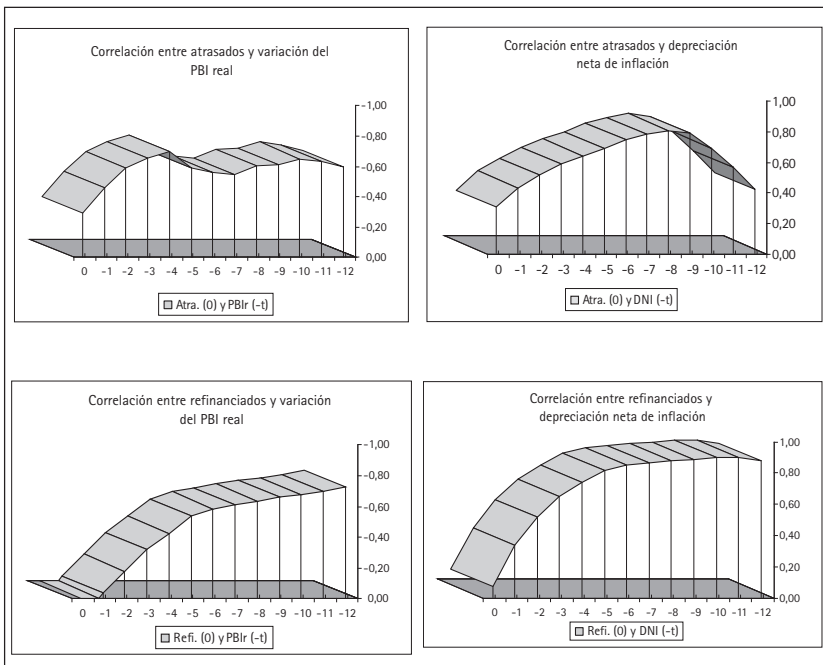 Correlación entre atrasados y variación del
PBI real
-1,00
-0,80
-0,60
-0,40
-0,20
0,00
0 -1 -2 -3 -4 -5 -6 -7 -8 -9 -10 -11 -12
Atra. (0) y PBIr (-t)
Correlación entre atrasados y depreciación
neta de inflación
1,00
0,80
0,60
0,40
0,20
0,00
0 -1 -2 -3 -4 -5 -6 -7 -8 -9 -10 -11 -12
Atra. (0) y DNI (-t)
Correlación entre refinanciados y variación
del PBI real
-1,00
-0,80
-0,60
-0,40
-0,20
0,00
0 -1 -2 -3 -4 -5 -6 -7 -8 -9 -10 -11 -12
Refi. (0) y PBIr (-t)
Correlación entre refinanciados y
depreciación neta de inflación
1,00
0,80
0,60
0,40
0,20
0,00
0 -1 -2 -3 -4 -5 -6 -7 -8 -9 -10 -11 -12
Refi. (0) y DNI (-t)